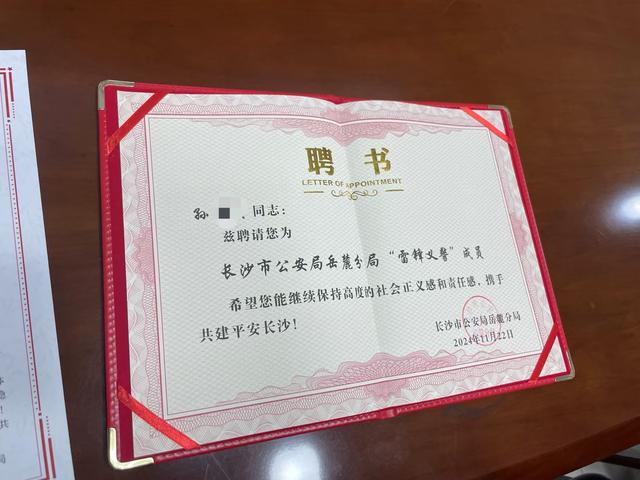 聘书
LETTER OF APPOINTMENT
孙 同志:
兹聘请您为
长沙市公安局岳麓分局“雷锋义警”成员
希望您能继续保持高度的社会正义感和责任感,携手
共建平安长沙!
长沙市公安局岳麓分局
2024年11月22日
共
局